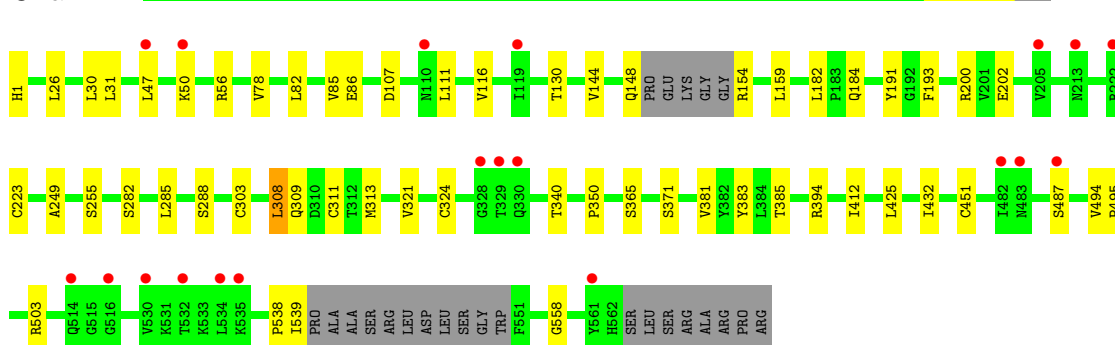 H1 L26 L30 L31 L47 K50 R56 V78 L82 V85 E86 D107 N110 L111 V116 I119 T130 V144 Q148 PRO GLU LYS GLY GLY R154 L159 L182 P183 Q184 Y191 G192 F193 R200 V201 E202 V205 N213
C223 A249 S255 S282 L285 S288 C303 L308 Q309 D310 C311 T312 M313 V321 C324 G328 T329 Q330 T340 P350 S365 S371 V381 Y382 Y383 L384 T385 R394 I412 L425 I432 C451 I482 N483 S487 V494
R503 Q514 G515 G516 V530 K531 T532 K533 L534 K535 P538 I539 PRO ALA ALA SER ARG LEU ASP LEU SER GLY TRP F551 G558 Y561 H562 SER LEU SER ARG ALA ARG PRO ARG